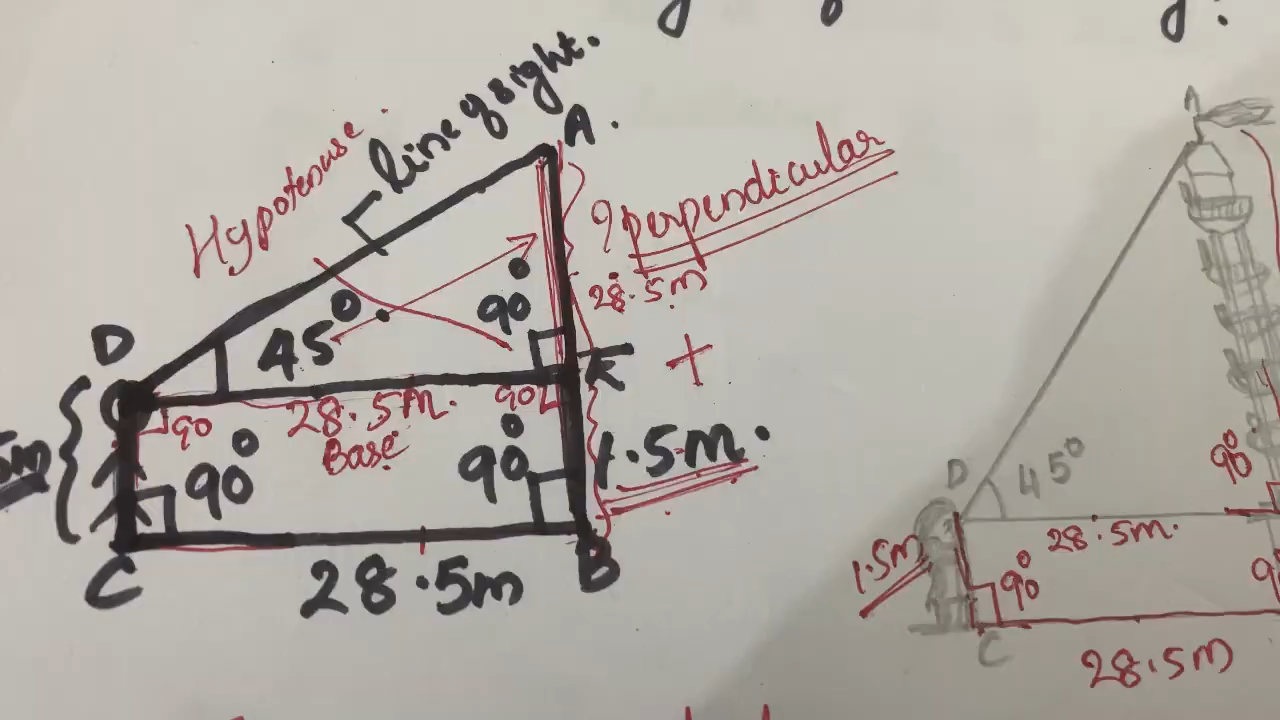 y?
line of sight.
A.
Hypotenuse.
? perpendicular
28.5m
90°
45°
D
E
+
28.5m.
Base
90
90
90°
90°
1.5m.
C
28.5m
B
A
D
45°
28.5m.
90°
1.5m
90°
C
28.5m